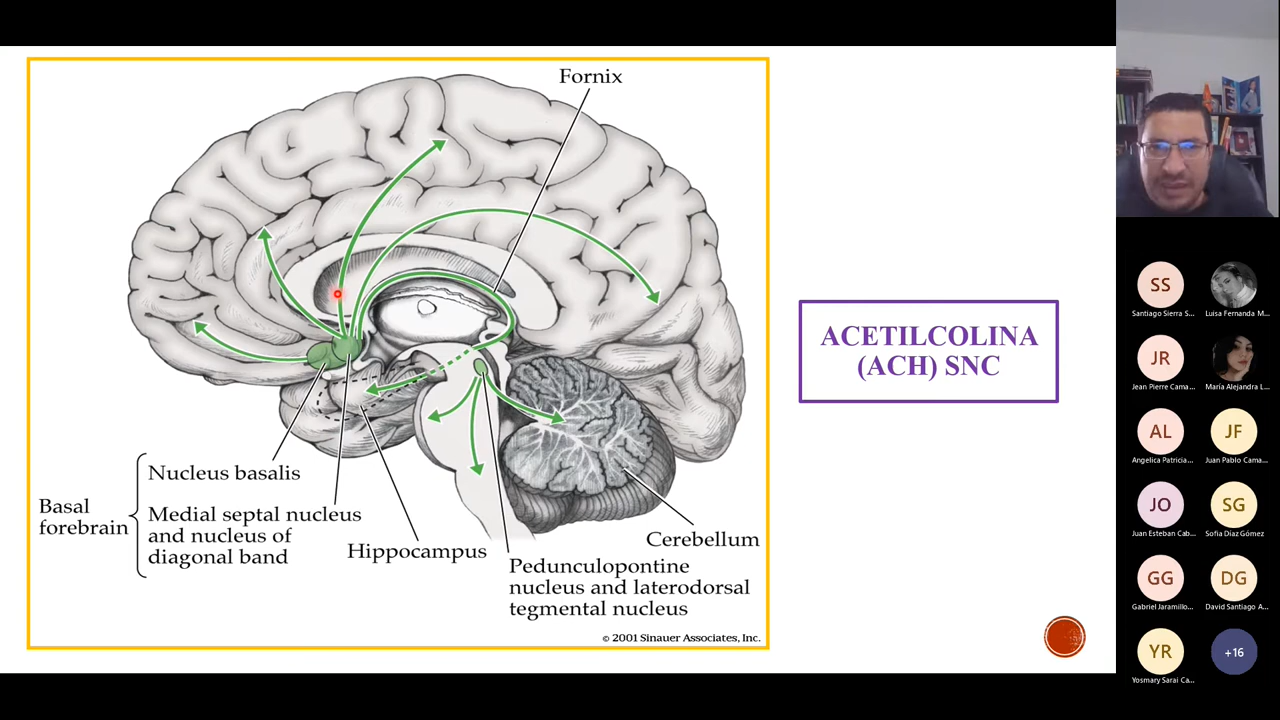 Fornix
Nucleus basalis
Basal
forebrain
Medial septal nucleus
and nucleus of
diagonal band
Hippocampus
Cerebellum
Pedunculopontine
nucleus and laterodorsal
tegmental nucleus
© 2001 Sinauer Associates, Inc.
ACETILCOLINA
(ACH) SNC
SS
Santiago Sierra S...
Luisa Fernanda M...
JR
Jean Pierre Cama...
María Alejandra L...
AL
Angelica Patricia...
JF
Juan Pablo Cama...
JO
Juan Esteban Cab...
SG
Sofia Diaz Gómez
GG
Gabriel Jaramillo...
DG
David Santiago A...
YR
Yosmary Sarai Ca...
+16